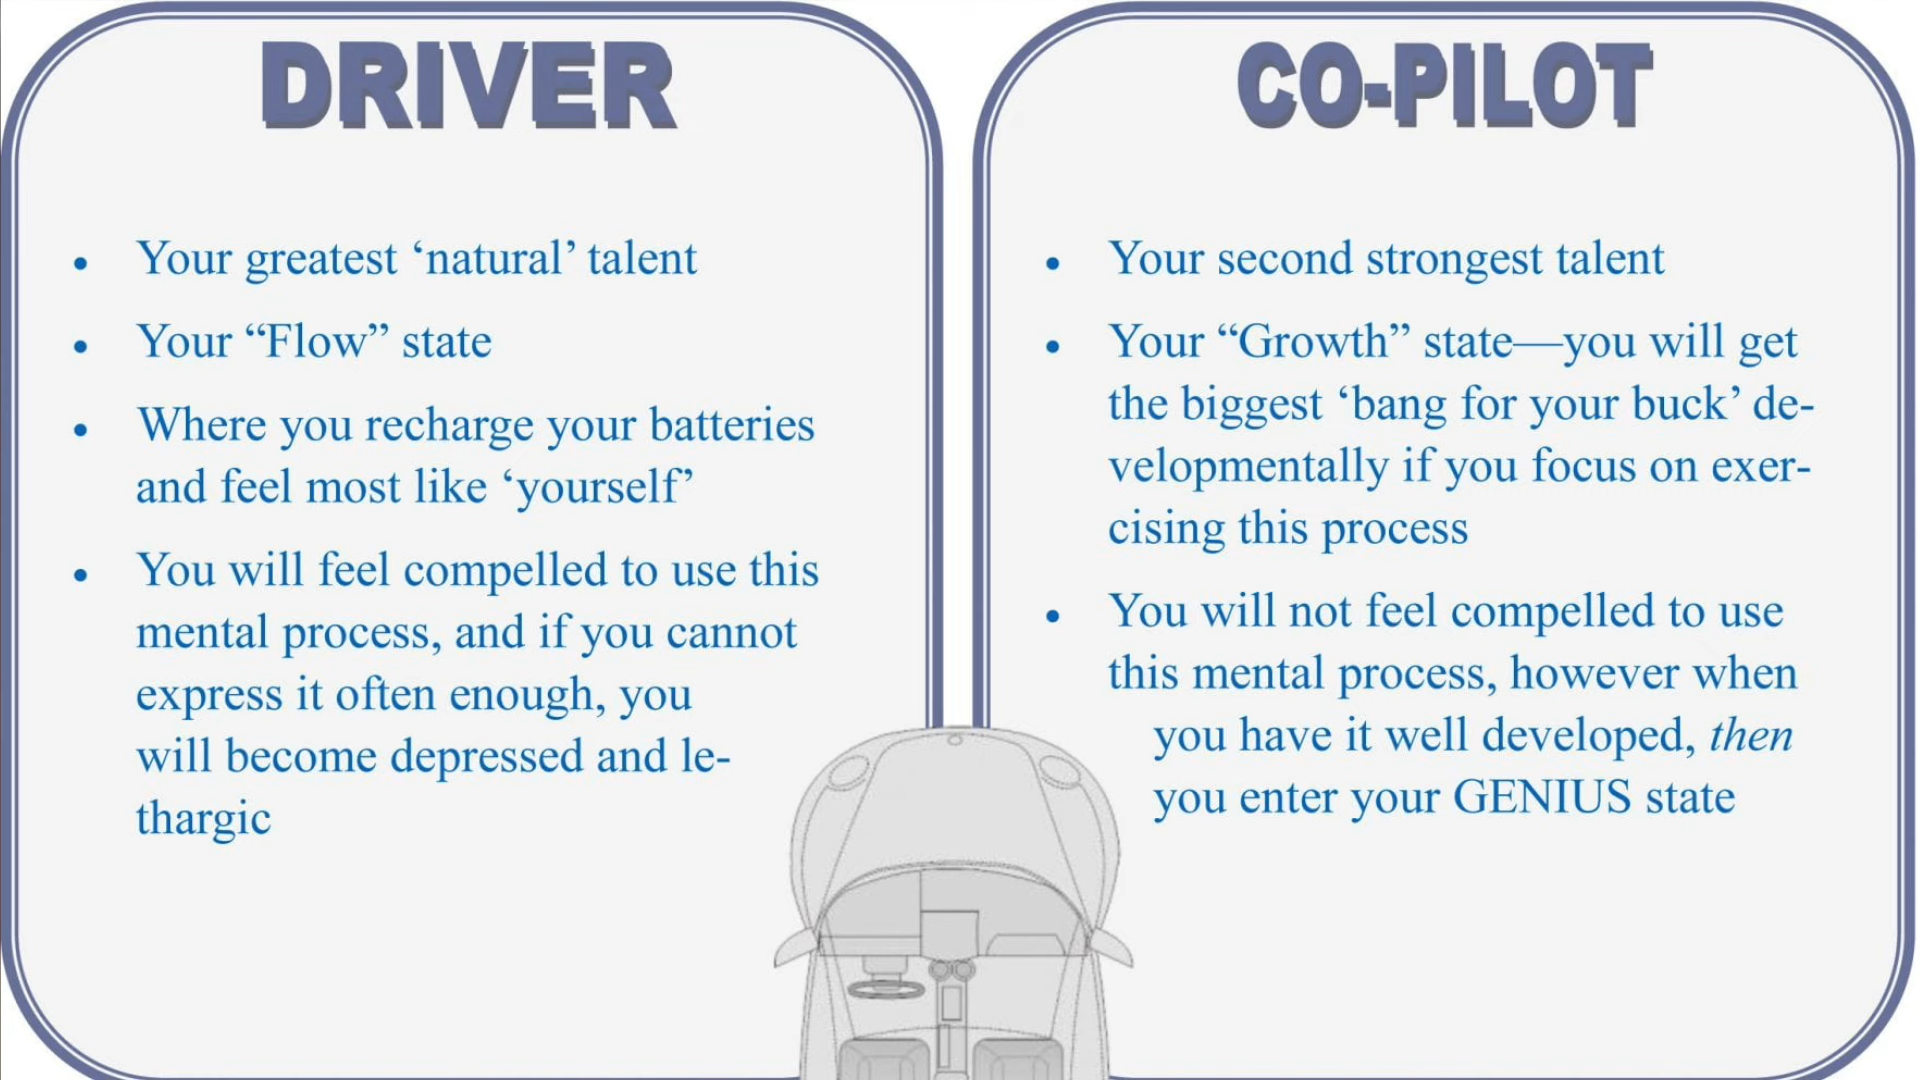 DRIVER
• Your greatest ‘natural’ talent
• Your “Flow” state
• Where you recharge your batteries
and feel most like ‘yourself’
• You will feel compelled to use this
mental process, and if you cannot
express it often enough, you
will become depressed and le-
thargic
CO-PILOT
• Your second strongest talent
• Your “Growth” state—you will get
the biggest ‘bang for your buck’ de-
velopmentally if you focus on exer-
cising this process
• You will not feel compelled to use
this mental process, however when
you have it well developed, then
you enter your GENIUS state